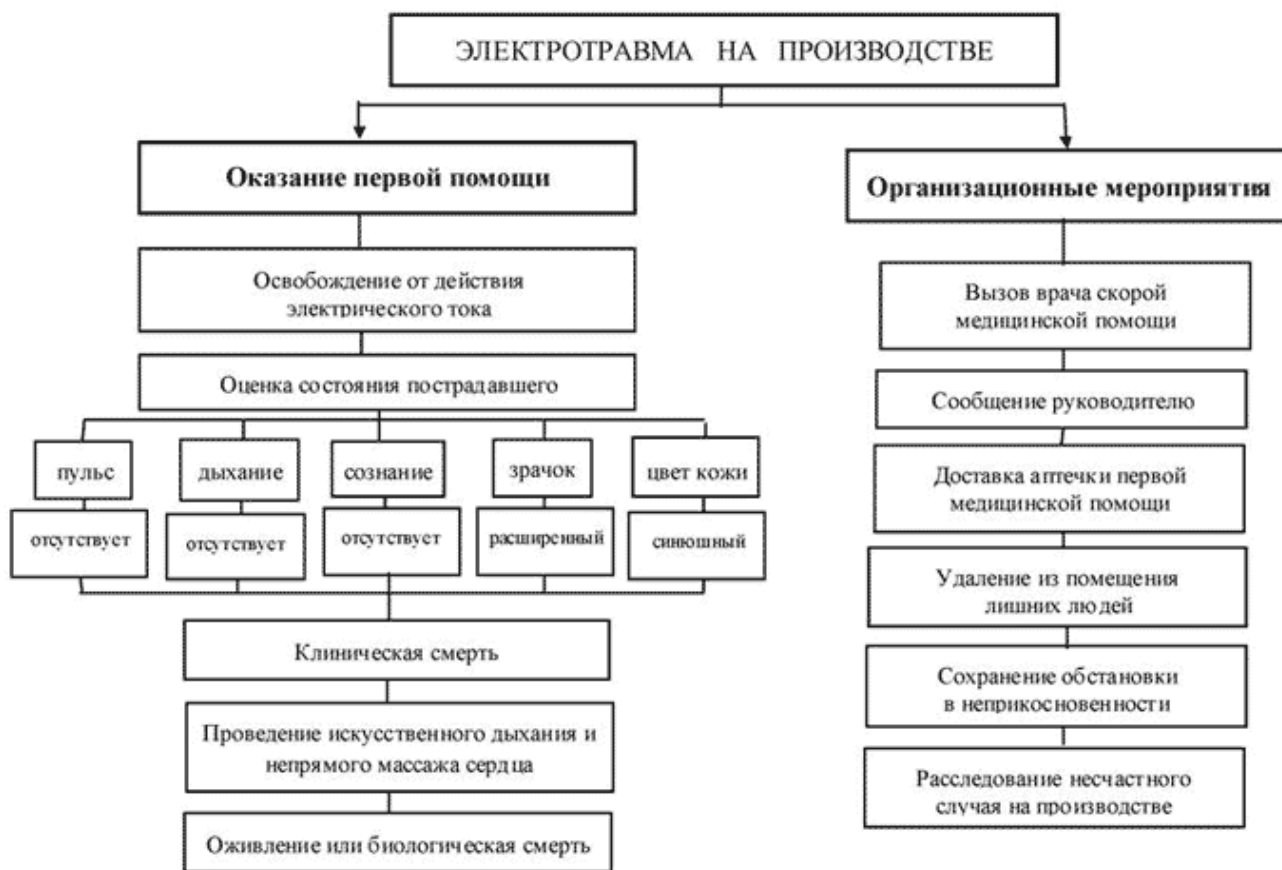 ЭЛЕКТРОТРАВМА НА ПРОИЗВОДСТВЕ
Оказание первой помощи
Освобождение от действия
электрического тока
Оценка состояния пострадавшего
пульс
дыхание
сознание
зрачок
цвет кожи
отсутствует
отсутствует
отсутствует
расширенный
синюшный
Клиническая смерть
Проведение искусственного дыхания и
непрямого массажа сердца
Оживление или биологическая смерть
Организационные мероприятия
Вызов врача скорой
медицинской помощи
Сообщение руководителю
Доставка аптечки первой
медицинской помощи
Удаление из помещения
лишних людей
Сохранение обстановки
в неприкосновенности
Расследование несчастного
случая на производстве